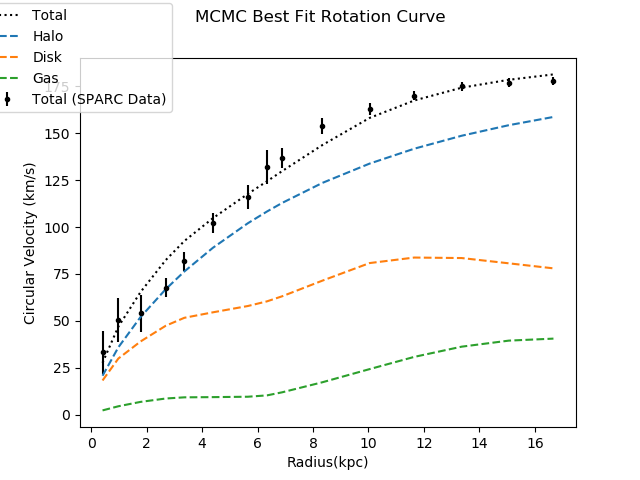 MCMC Best Fit Rotation Curve
Total
Halo
Disk
Gas
Total (SPARC Data)
175
150
125
100
75
50
25
0
Circular Velocity (km/s)
0 2 4 6 8 10 12 14 16
Radius(kpc)